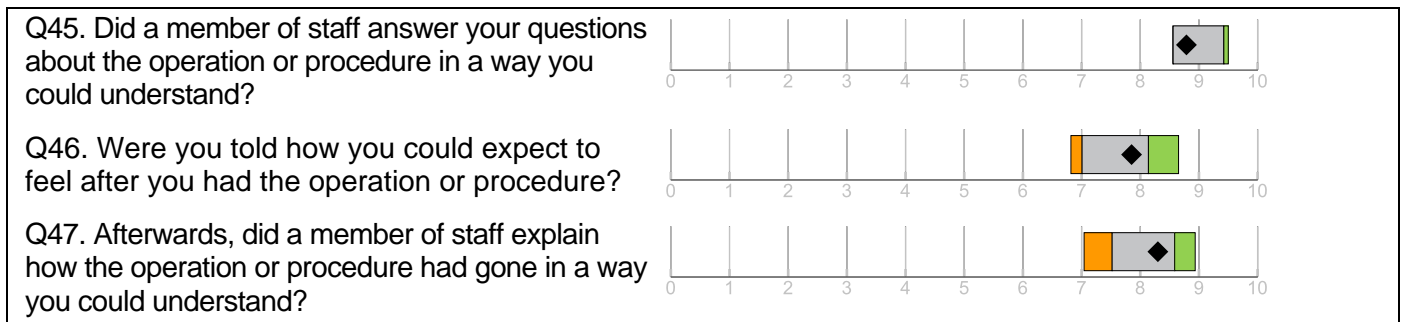 Q45. Did a member of staff answer your questions
about the operation or procedure in a way you
could understand?
0 1 2 3 4 5 6 7 8 9 10
Q46. Were you told how you could expect to
feel after you had the operation or procedure?
0 1 2 3 4 5 6 7 8 9 10
Q47. Afterwards, did a member of staff explain
how the operation or procedure had gone in a way
you could understand?
0 1 2 3 4 5 6 7 8 9 10